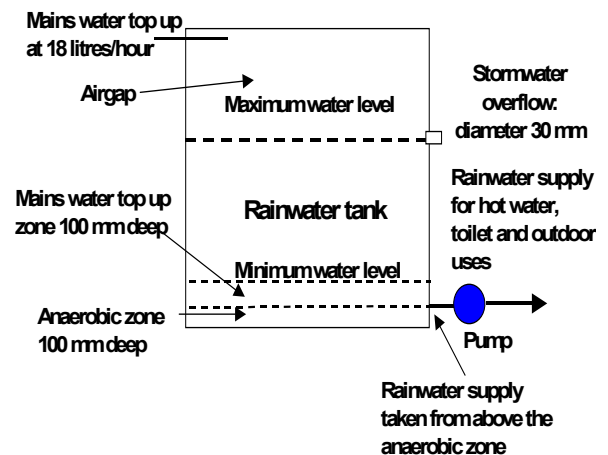 Mains water top up
at 18 litres/hour
Airgap
Maximum water level
Stormwater
overflow:
diameter 30 mm
Mains water top up
zone 100 mm deep
Rainwater tank
Rainwater supply
for hot water,
toilet and outdoor
uses
Minimum water level
Anaerobic zone
100 mm deep
Pump
Rainwater supply
taken from above the
anaerobic zone